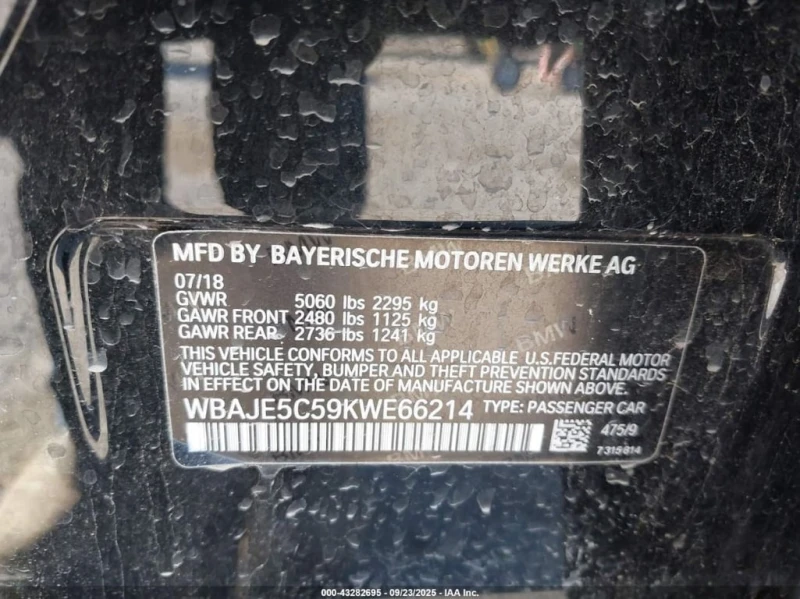 MFD BY BAYERISCHE MOTOREN WERKE AG
07/18
GVWR 5060 lbs 2295 kg
GAWR FRONT 2480 lbs 1125 kg
GAWR REAR 2736 lbs 1241 kg
THIS VEHICLE CONFORMS TO ALL APPLICABLE U.S.FEDERAL MOTOR
VEHICLE SAFETY, BUMPER AND THEFT PREVENTION STANDARDS
IN EFFECT ON THE DATE OF MANUFACTURE SHOWN ABOVE.
WBAJE5C59KWE66214 TYPE: PASSENGER CAR
475/9
7315814
BMW
000-43282695 - 09/23/2025 - IAA Inc.